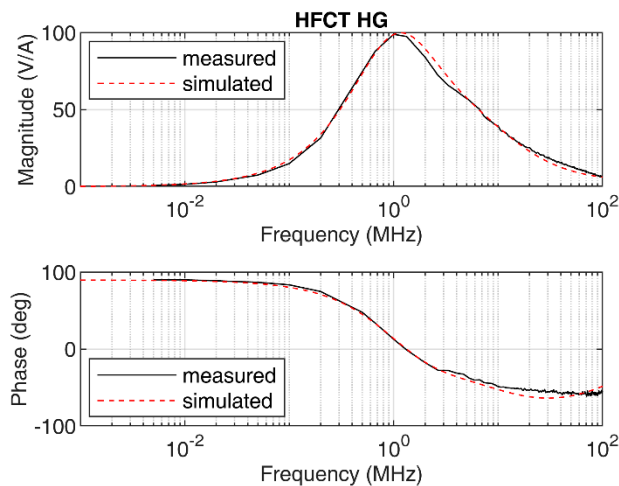 HFCT HG
Magnitude (V/A)
100
50
0
measured
simulated
10^-2
10^0
10^2
Frequency (MHz)
Phase (deg)
100
0
-100
measured
simulated
10^-2
10^0
10^2
Frequency (MHz)